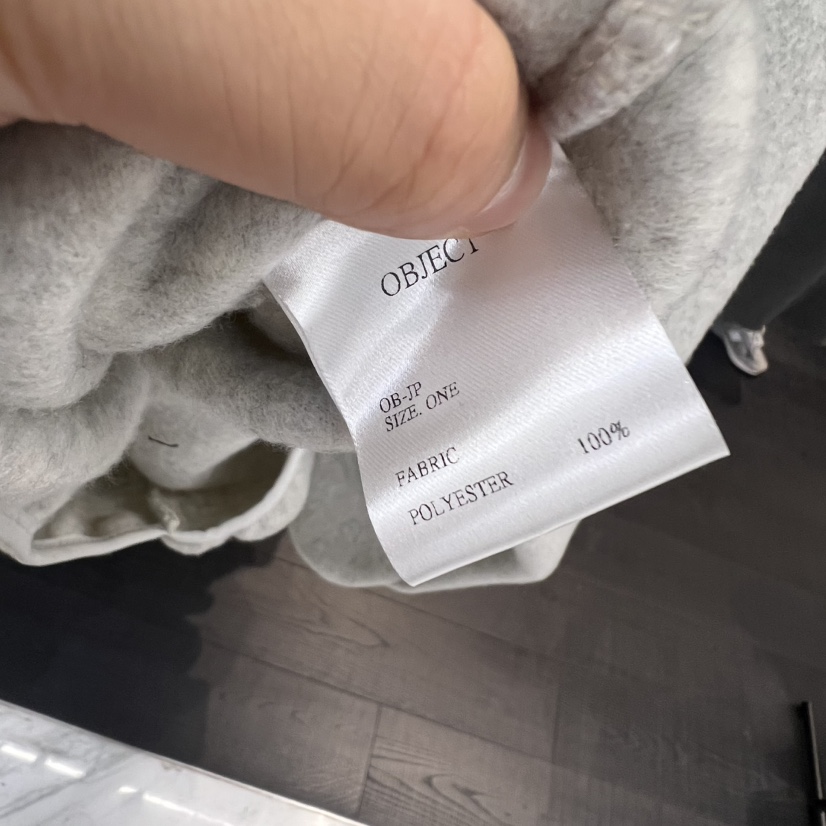 OBJECT
OB-JP
SIZE. ONE
FABRIC 100%
POLYESTER